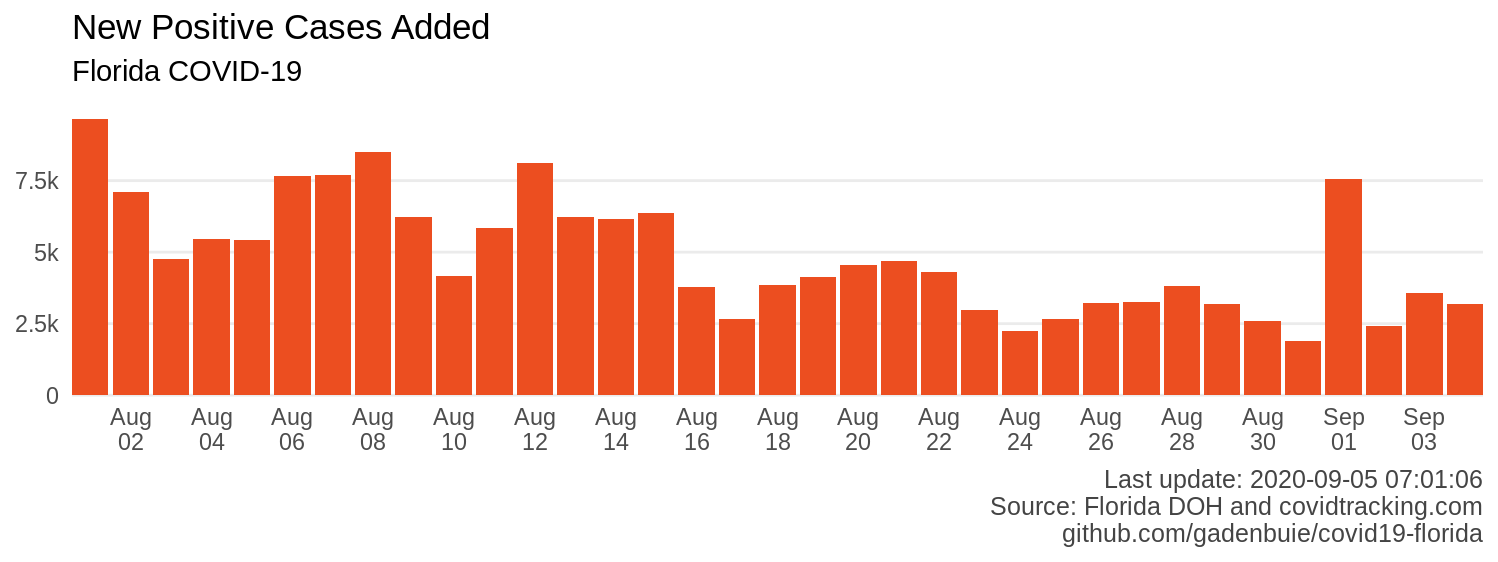 New Positive Cases Added
Florida COVID-19
7.5k
5k
2.5k
0
Aug Aug Aug Aug Aug Aug Aug Aug Aug Aug Aug Aug Aug Aug Aug Sep Sep
02 04 06 08 10 12 14 16 18 20 22 24 26 28 30 01 03
Last update: 2020-09-05 07:01:06
Source: Florida DOH and covidtracking.com
github.com/gadenbuie/covid19-florida